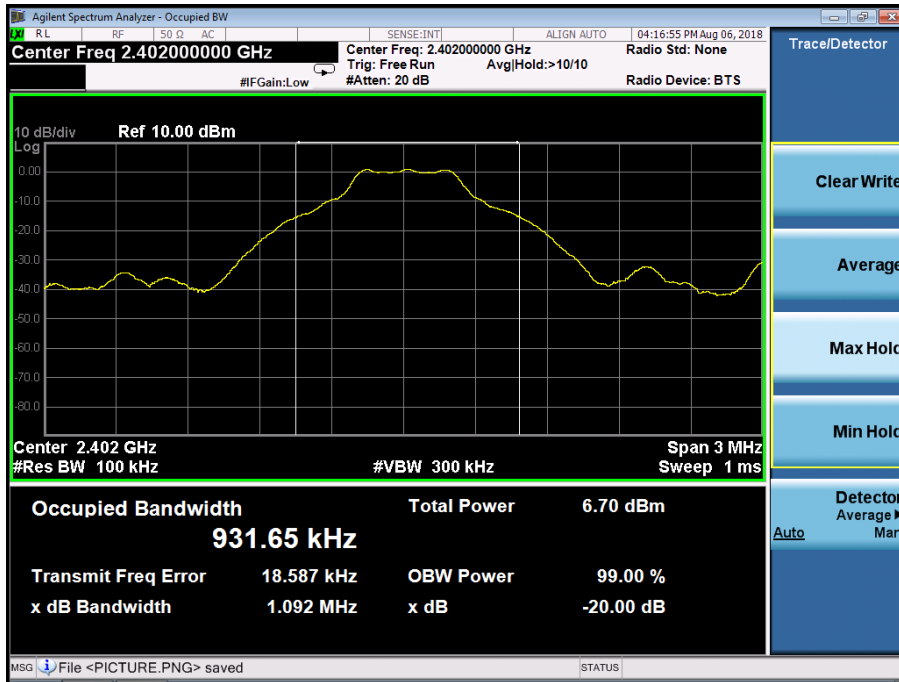 Agilent Spectrum Analyzer - Occupied BW
LXI RL RF 50 Ω AC SENSE:INT ALIGN AUTO 04:16:55 PM Aug 06, 2018
Center Freq 2.402000000 GHz
Center Freq: 2.402000000 GHz Radio Std: None
Trig: Free Run Avg|Hold:>10/10
#IFGain:Low #Atten: 20 dB Radio Device: BTS
Trace/Detector
10 dB/div Ref 10.00 dBm
Log
0.00
-10.0
-20.0
-30.0
-40.0
-50.0
-60.0
-70.0
-80.0
Center 2.402 GHz Span 3 MHz
#Res BW 100 kHz #VBW 300 kHz Sweep 1 ms
Occupied Bandwidth Total Power 6.70 dBm
931.65 kHz
Transmit Freq Error 18.587 kHz OBW Power 99.00 %
x dB Bandwidth 1.092 MHz x dB -20.00 dB
Clear Write
Average
Max Hold
Min Hold
Detector
Average
Auto Man
MSG File <PICTURE.PNG> saved STATUS